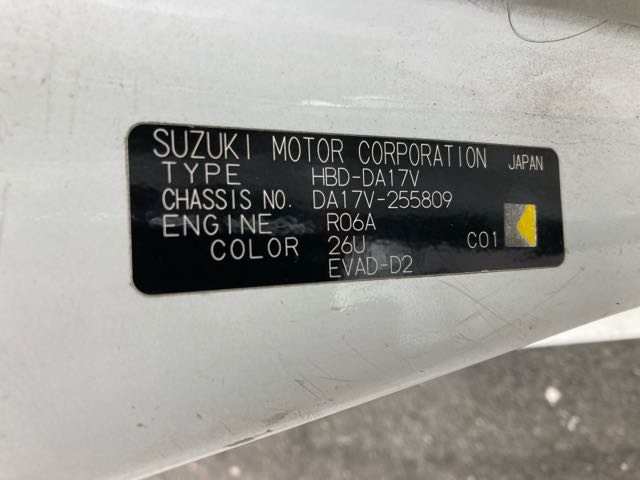 SUZUKI MOTOR CORPORATION JAPAN
TYPE HBD-DA17V
CHASSIS NO. DA17V-255809
ENGINE R06A
COLOR 26U C01
EVAD-D2